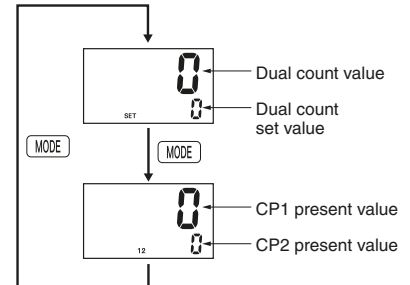 0
Dual count value
SET
0
Dual count
set value
MODE
MODE
0
CP1 present value
12
0
CP2 present value